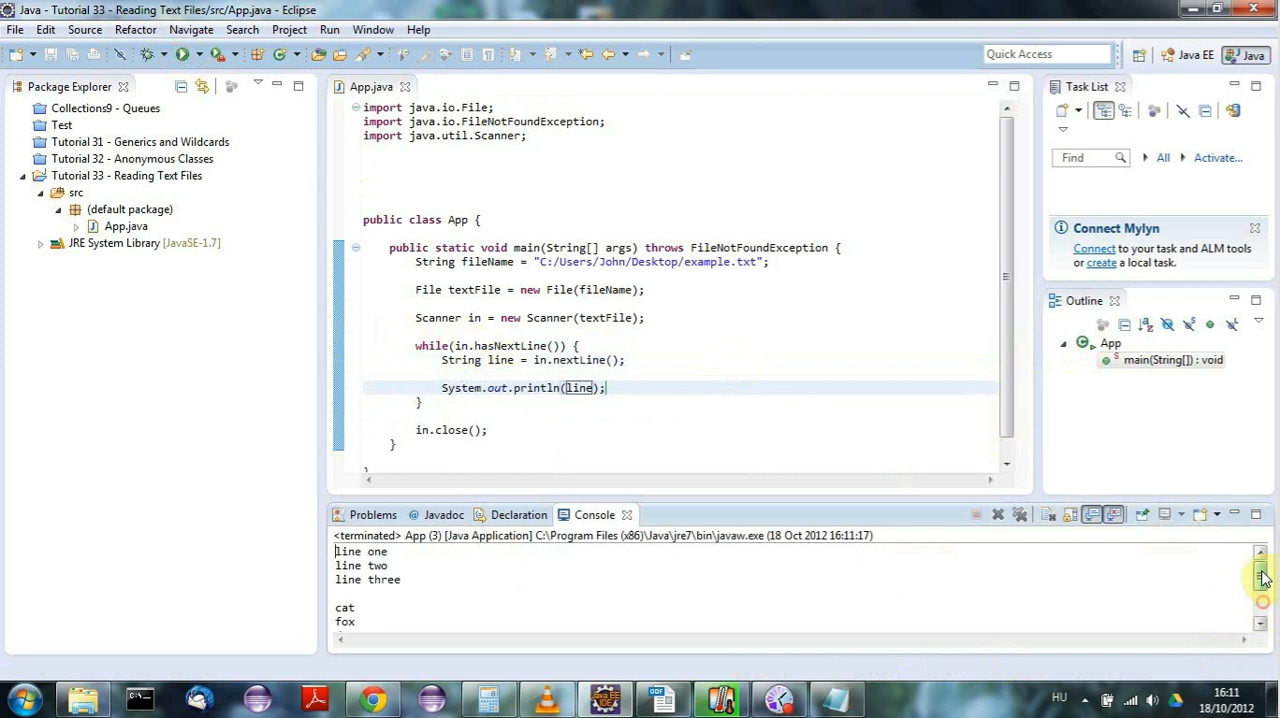 Java - Tutorial 33 - Reading Text Files/src/App.java - Eclipse
File Edit Source Refactor Navigate Search Project Run Window Help
Quick Access
Java EE
Java
Package Explorer
Collections9 - Queues
Test
Tutorial 31 - Generics and Wildcards
Tutorial 32 - Anonymous Classes
Tutorial 33 - Reading Text Files
src
(default package)
App.java
JRE System Library [JavaSE-1.7]
App.java
import java.io.File;
import java.io.FileNotFoundException;
import java.util.Scanner;
public class App {
public static void main(String[] args) throws FileNotFoundException {
String fileName = "C:/Users/John/Desktop/example.txt";
File textFile = new File(fileName);
Scanner in = new Scanner(textFile);
while(in.hasNextLine()) {
String line = in.nextLine();
System.out.println(line);
}
in.close();
}
}
Task List
Find
All
Activate...
Connect Mylyn
Connect to your task and ALM tools
or create a local task.
Outline
App
main(String[]) : void
Problems
@ Javadoc
Declaration
Console
<terminated> App (3) [Java Application] C:\Program Files (x86)\Java\jre7\bin\javaw.exe (18 Oct 2012 16:11:17)
line one
line two
line three
cat
fox
HU
16:11
18/10/2012